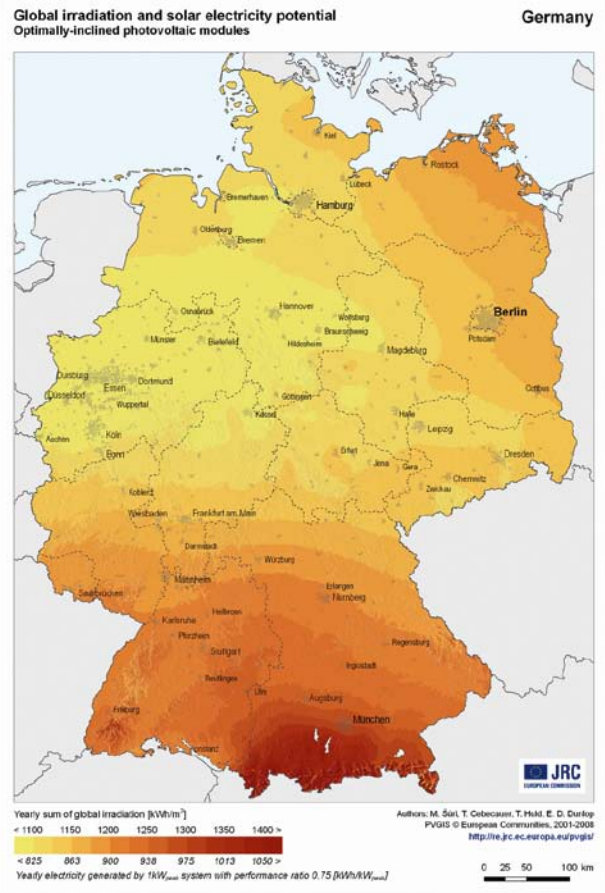 Global irradiation and solar electricity potential
Optimally-inclined photovoltaic modules
Germany
Kiel
Rostock
Lübeck
Hamburg
Bremerhaven
Oldenburg
Bremen
Hannover
Wolfsburg
Berlin
Osnabrück
Braunschweig
Potsdam
Münster
Bielefeld
Hildesheim
Magdeburg
Duisburg
Essen
Dortmund
Düsseldorf
Wuppertal
Göttingen
Cottbus
Kassel
Halle
Leipzig
Aachen
Köln
Bonn
Erfurt
Jena
Gera
Dresden
Chemnitz
Zwickau
Koblenz
Wiesbaden
Frankfurt am Main
Darmstadt
Würzburg
Mannheim
Erlangen
Nürnberg
Saarbrücken
Heilbronn
Karlsruhe
Pforzheim
Regensburg
Stuttgart
Ingolstadt
Reutlingen
Ulm
Augsburg
Freiburg
München
Konstanz
JRC
EUROPEAN COMMISSION
Yearly sum of global irradiation [kWh/m²]
< 1100 1150 1200 1250 1300 1350 1400 >
< 825 863 900 938 975 1013 1050 >
Yearly electricity generated by 1kWpeak system with performance ratio 0.75 [kWh/kWpeak]
Authors: M. Šúri, T. Cebecauer, T. Huld, E. D. Dunlop
PVGIS © European Communities, 2001-2008
http://re.jrc.ec.europa.eu/pvgis/
0 25 50 100 km